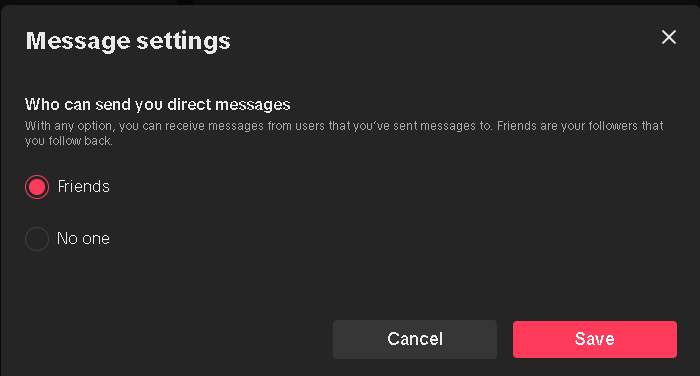 Message settings
Who can send you direct messages
With any option, you can receive messages from users that you've sent messages to. Friends are your followers that
you follow back.
Friends
No one
Cancel
Save